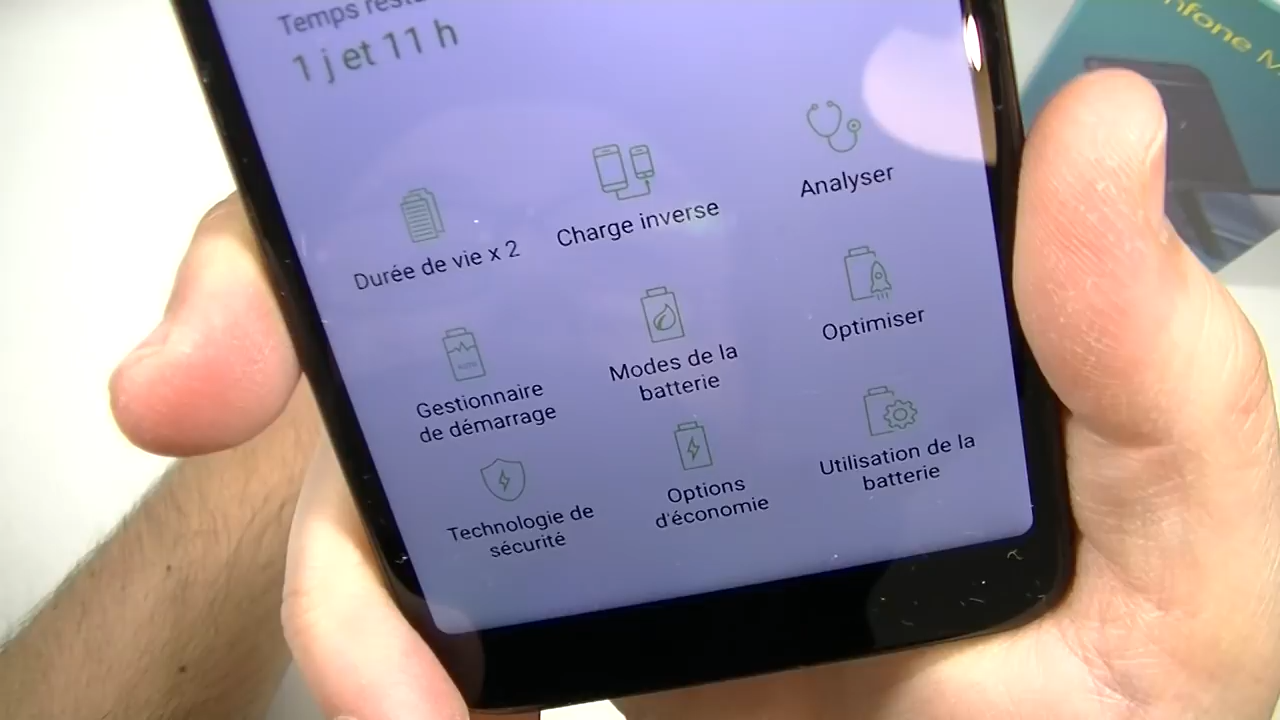 Temps
1 j et 11 h
Durée de vie x 2
Charge inverse
Analyser
Gestionnaire
de démarrage
Modes de la
batterie
Optimiser
Technologie de
sécurité
Options
d'économie
Utilisation de la
batterie